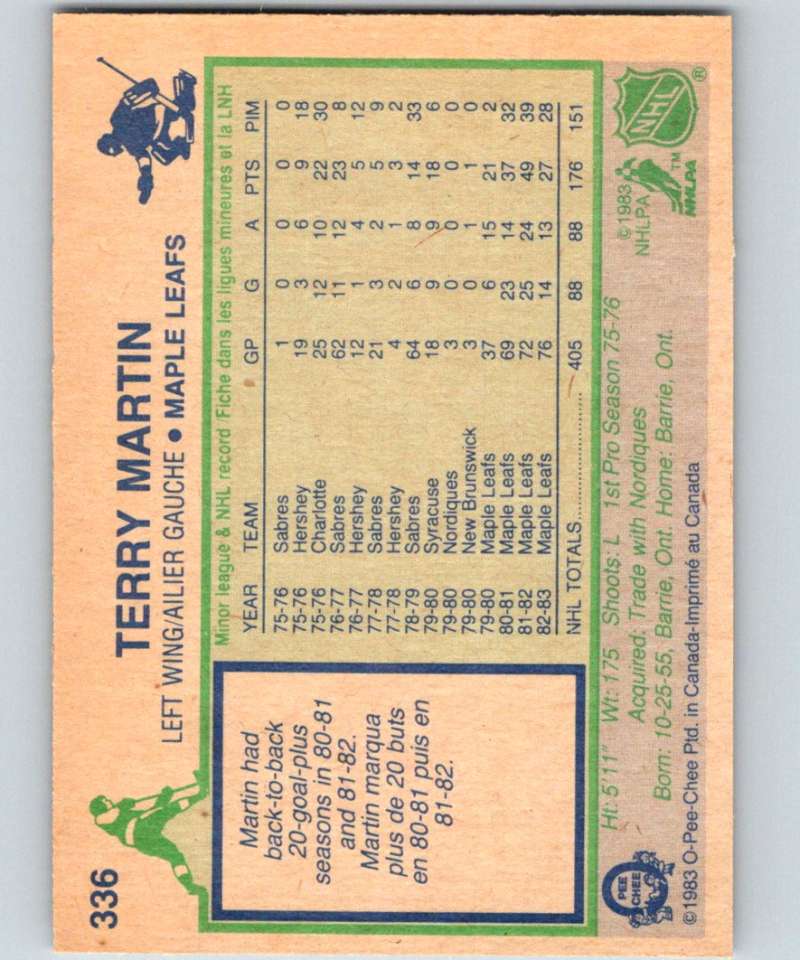 336
TERRY MARTIN
LEFT WING/AILIER GAUCHE • MAPLE LEAFS
Martin had
back-to-back
20-goal-plus
seasons in 80-81
and 81-82.
Martin marqua
plus de 20 buts
en 80-81 puis en
81-82.
Minor league & NHL record/Fiche dans les ligues mineures et la LNH
YEAR TEAM GP G A PTS PIM
75-76 Sabres 1 0 0 0 0
75-76 Hershey 19 3 6 9 18
75-76 Charlotte 25 12 10 22 30
76-77 Sabres 62 11 12 23 8
76-77 Hershey 12 1 4 5 12
77-78 Sabres 21 3 2 5 9
77-78 Hershey 4 2 1 3 2
78-79 Sabres 64 6 8 14 33
79-80 Syracuse 18 9 9 18 6
79-80 Nordiques 3 0 0 0 0
79-80 New Brunswick 3 0 1 1 0
79-80 Maple Leafs 37 6 15 21 2
80-81 Maple Leafs 69 23 14 37 32
81-82 Maple Leafs 72 25 24 49 39
82-83 Maple Leafs 76 14 13 27 28
NHL TOTALS 405 88 88 176 151
Ht: 5'11" Wt: 175 Shoots: L 1st Pro Season 75-76
Acquired: Trade with Nordiques
Born: 10-25-55, Barrie, Ont. Home: Barrie, Ont.
©1983 O-Pee-Chee Ptd. in Canada-Imprimé au Canada
O
PEE
CHEE
©1983
NHLPA
NHLPA™
NHL®